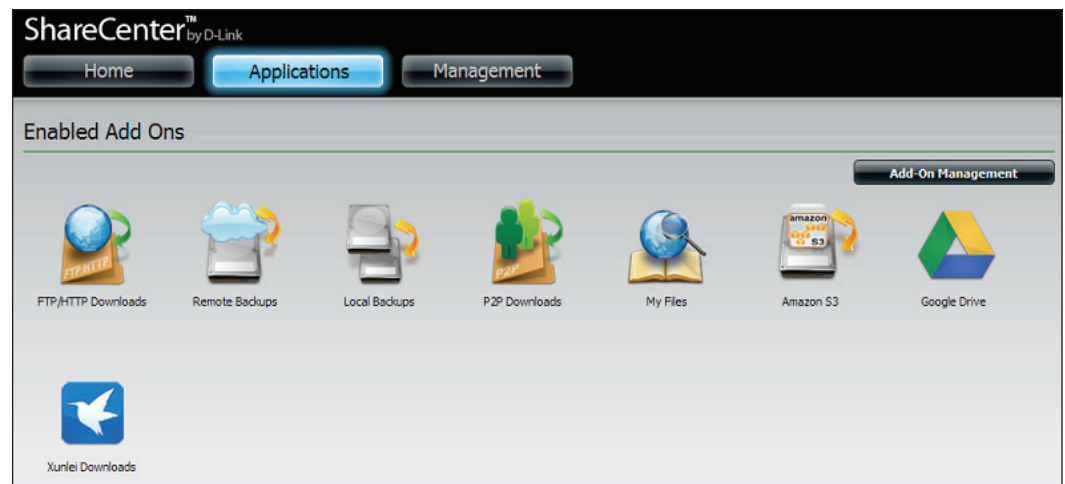 ShareCenter™ by D-Link
Home Applications Management
Enabled Add Ons
Add-On Management
FTP/HTTP
P2P
amazon
S3
FTP/HTTP Downloads Remote Backups Local Backups P2P Downloads My Files Amazon S3 Google Drive
Xunlei Downloads